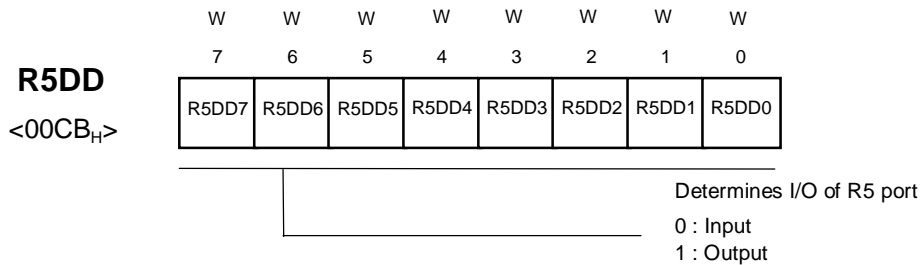 W W W W W W W W
7 6 5 4 3 2 1 0
R5DD
<00CBH>
R5DD7 R5DD6 R5DD5 R5DD4 R5DD3 R5DD2 R5DD1 R5DD0
Determines I/O of R5 port
0 : Input
1 : Output